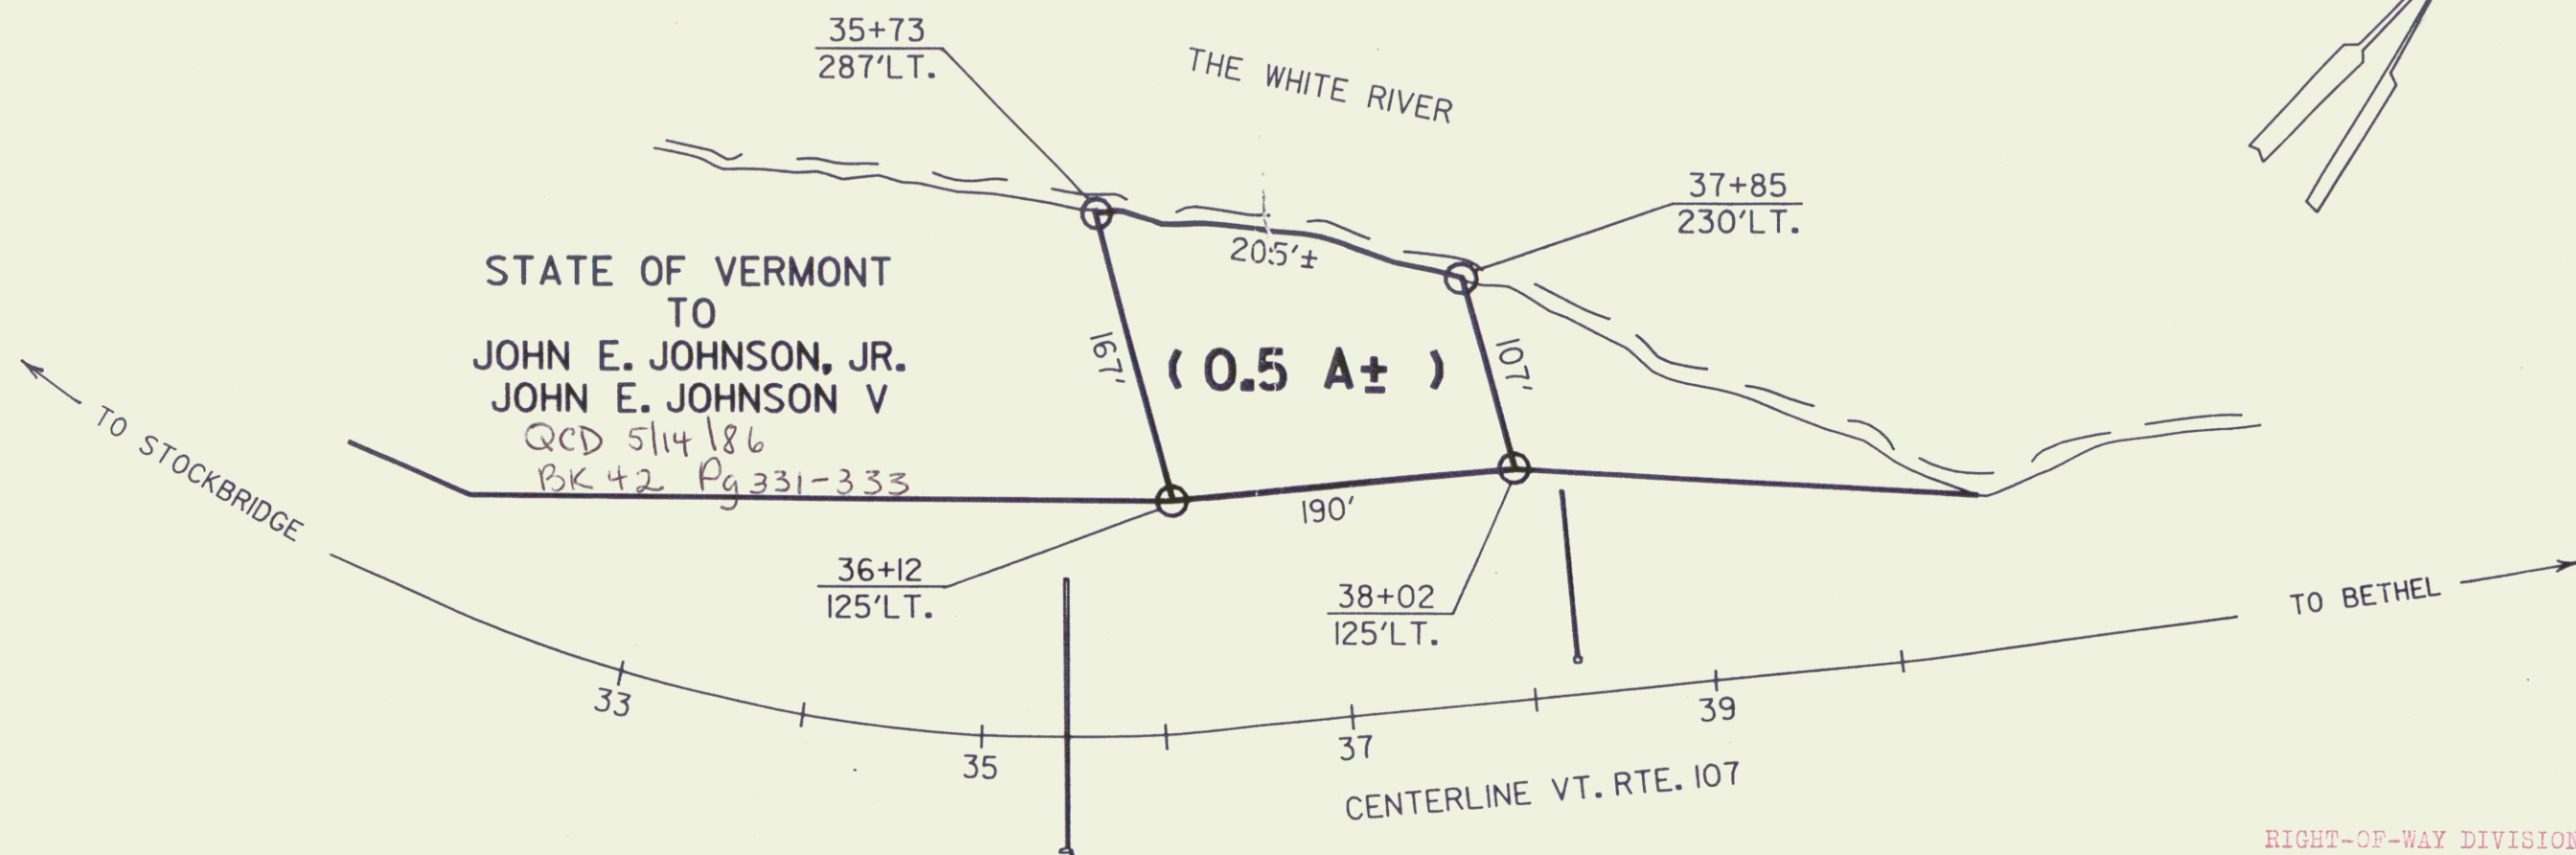 35+73
287'LT.
THE WHITE RIVER
37+85
230'LT.
205'±
STATE OF VERMONT
TO
JOHN E. JOHNSON, JR.
JOHN E. JOHNSON V
QCD 5/14/86
BK 42 Pg 331-333
167'
( 0.5 A± )
107'
TO STOCKBRIDGE
190'
36+12
125'LT.
38+02
125'LT.
TO BETHEL
33
35
37
39
CENTERLINE VT. RTE. 107
RIGHT-OF-WAY DIVISION